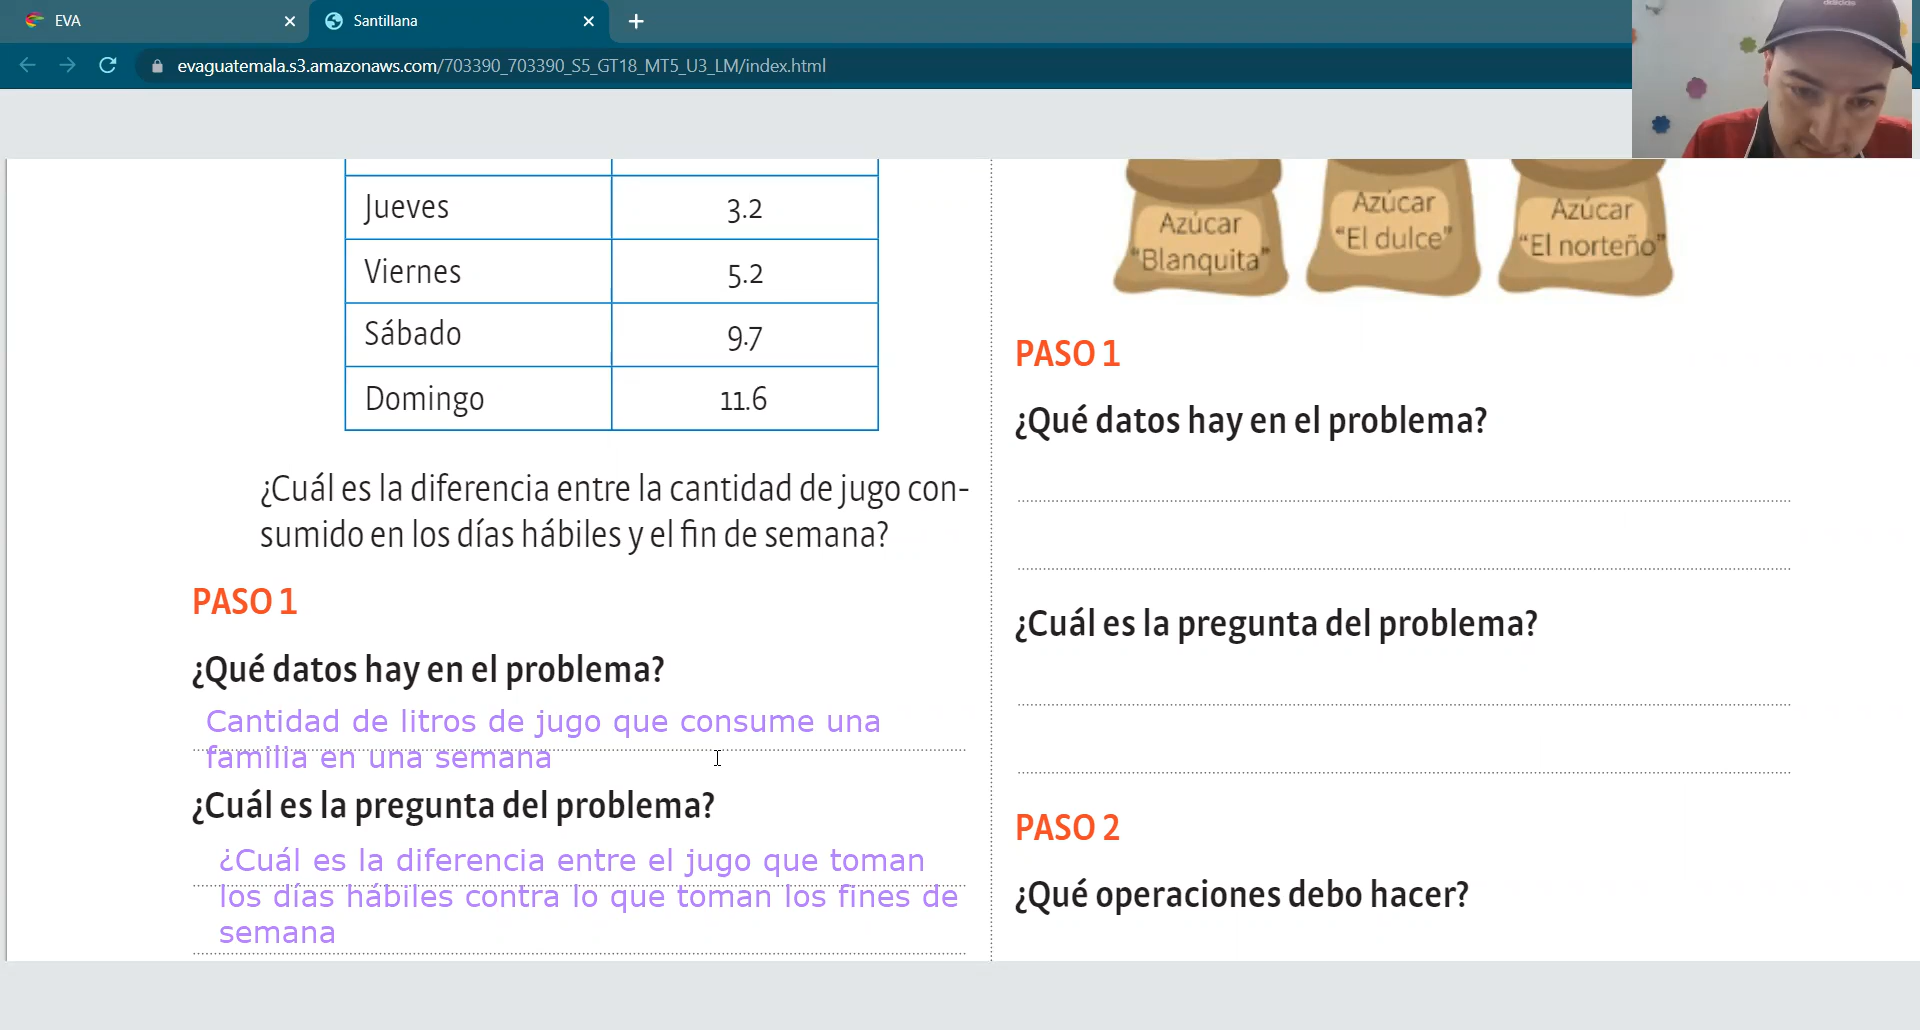 EVA
Santillana
evaguatemala.s3.amazonaws.com/703390_703390_S5_GT18_MT5_U3_LM/index.html
Jueves 3.2
Viernes 5.2
Sábado 9.7
Domingo 11.6
¿Cuál es la diferencia entre la cantidad de jugo con-
sumido en los días hábiles y el fin de semana?
PASO 1
¿Qué datos hay en el problema?
Cantidad de litros de jugo que consume una
familia en una semana
¿Cuál es la pregunta del problema?
¿Cuál es la diferencia entre el jugo que toman
los días hábiles contra lo que toman los fines de
semana
Azúcar
"Blanquita"
Azúcar
"El dulce"
Azúcar
"El norteño"
PASO 1
¿Qué datos hay en el problema?
¿Cuál es la pregunta del problema?
PASO 2
¿Qué operaciones debo hacer?